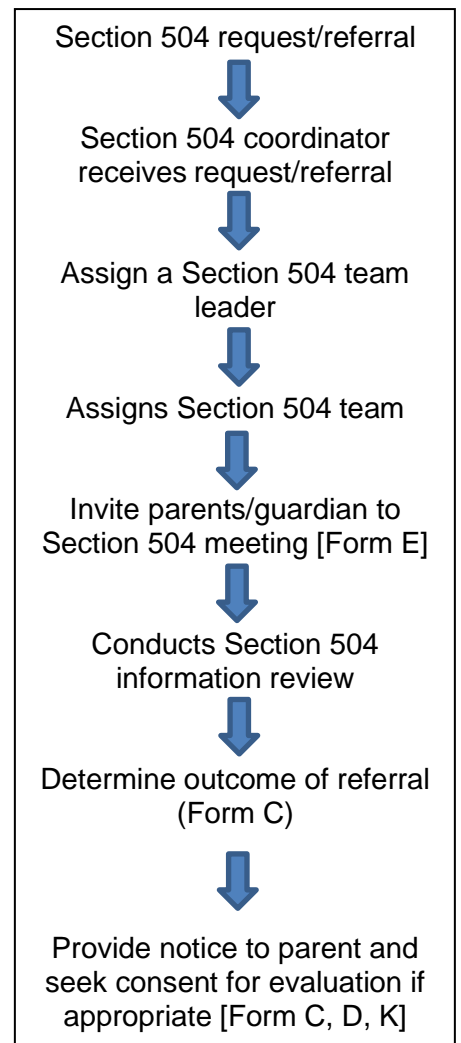 Section 504 request/referral
Section 504 coordinator
receives request/referral
Assign a Section 504 team
leader
Assigns Section 504 team
Invite parents/guardian to
Section 504 meeting [Form E]
Conducts Section 504
information review
Determine outcome of referral
(Form C)
Provide notice to parent and
seek consent for evaluation if
appropriate [Form C, D, K]